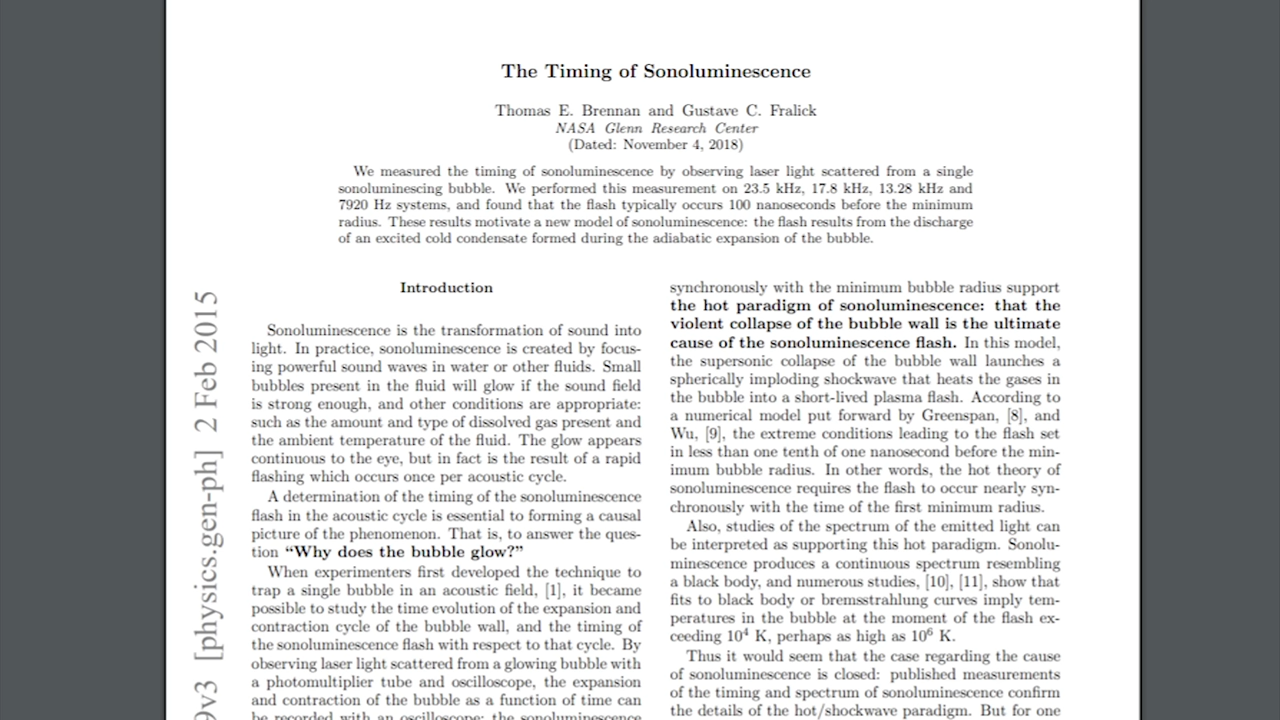 The Timing of Sonoluminescence
Thomas E. Brennan and Gustave C. Fralick
NASA Glenn Research Center
(Dated: November 4, 2018)
We measured the timing of sonoluminescence by observing laser light scattered from a single
sonoluminescing bubble. We performed this measurement on 23.5 kHz, 17.8 kHz, 13.28 kHz and
7920 Hz systems, and found that the flash typically occurs 100 nanoseconds before the minimum
radius. These results motivate a new model of sonoluminescence: the flash results from the discharge
of an excited cold condensate formed during the adiabatic expansion of the bubble.
9v3 [physics.gen-ph] 2 Feb 2015
Introduction
Sonoluminescence is the transformation of sound into
light. In practice, sonoluminescence is created by focus-
ing powerful sound waves in water or other fluids. Small
bubbles present in the fluid will glow if the sound field
is strong enough, and other conditions are appropriate:
such as the amount and type of dissolved gas present and
the ambient temperature of the fluid. The glow appears
continuous to the eye, but in fact is the result of a rapid
flashing which occurs once per acoustic cycle.
A determination of the timing of the sonoluminescence
flash in the acoustic cycle is essential to forming a causal
picture of the phenomenon. That is, to answer the ques-
tion “Why does the bubble glow?”
When experimenters first developed the technique to
trap a single bubble in an acoustic field, [1], it became
possible to study the time evolution of the expansion and
contraction cycle of the bubble wall, and the timing of
the sonoluminescence flash with respect to that cycle. By
observing laser light scattered from a glowing bubble with
a photomultiplier tube and oscilloscope, the expansion
and contraction of the bubble as a function of time can
be recorded with an oscilloscope; the sonoluminescence
synchronously with the minimum bubble radius support
the hot paradigm of sonoluminescence: that the
violent collapse of the bubble wall is the ultimate
cause of the sonoluminescence flash. In this model,
the supersonic collapse of the bubble wall launches a
spherically imploding shockwave that heats the gases in
the bubble into a short-lived plasma flash. According to
a numerical model put forward by Greenspan, [8], and
Wu, [9], the extreme conditions leading to the flash set
in less than one tenth of one nanosecond before the min-
imum bubble radius. In other words, the hot theory of
sonoluminescence requires the flash to occur nearly syn-
chronously with the time of the first minimum radius.
Also, studies of the spectrum of the emitted light can
be interpreted as supporting this hot paradigm. Sonolu-
minescence produces a continuous spectrum resembling
a black body, and numerous studies, [10], [11], show that
fits to black body or bremsstrahlung curves imply tem-
peratures in the bubble at the moment of the flash ex-
ceeding 10⁴ K, perhaps as high as 10⁶ K.
Thus it would seem that the case regarding the cause
of sonoluminescence is closed: published measurements
of the timing and spectrum of sonoluminescence confirm
the details of the hot/shockwave paradigm. But for one